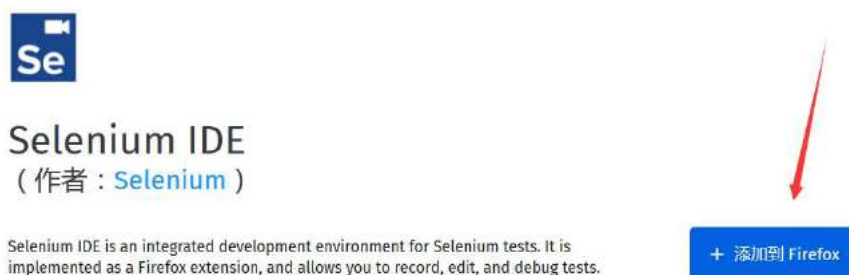 Se
Selenium IDE
(作者：Selenium)
Selenium IDE is an integrated development environment for Selenium tests. It is
implemented as a Firefox extension, and allows you to record, edit, and debug tests.
+ 添加到 Firefox